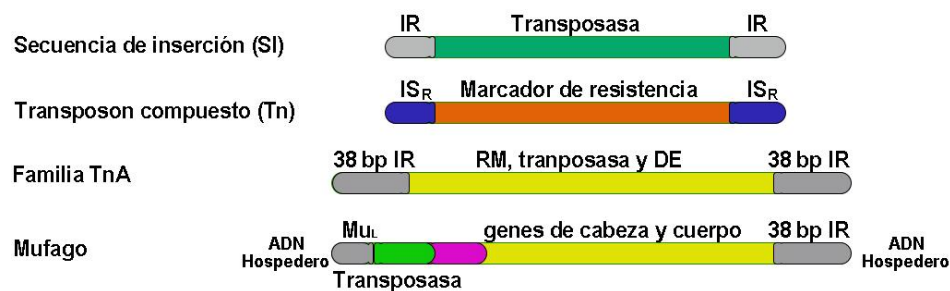 IR Transposasa IR
Secuencia de inserción (SI)
ISR Marcador de resistencia ISR
Transposon compuesto (Tn)
38 bp IR RM, tranposasa y DE 38 bp IR
Familia TnA
MuL genes de cabeza y cuerpo 38 bp IR
Mufago
ADN
Hospedero
ADN
Hospedero
Transposasa